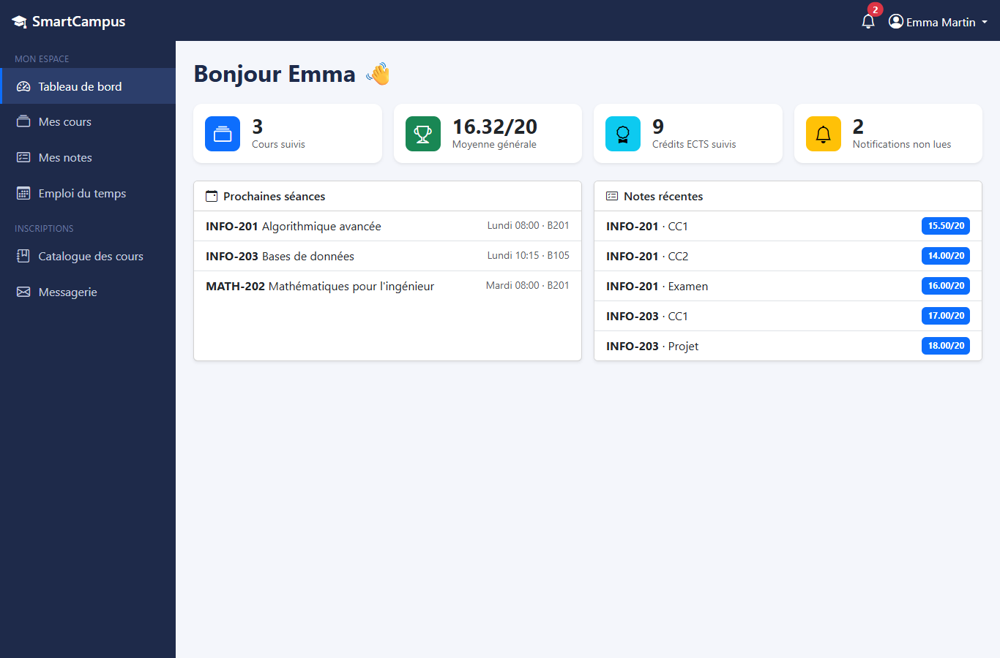 SmartCampus
2
Emma Martin
MON ESPACE
Tableau de bord
Mes cours
Mes notes
Emploi du temps
INSCRIPTIONS
Catalogue des cours
Messagerie
Bonjour Emma 👋
3
Cours suivis
16.32/20
Moyenne générale
9
Crédits ECTS suivis
2
Notifications non lues
Prochaines séances
INFO-201 Algorithmique avancée Lundi 08:00 · B201
INFO-203 Bases de données Lundi 10:15 · B105
MATH-202 Mathématiques pour l'ingénieur Mardi 08:00 · B201
Notes récentes
INFO-201 · CC1 15.50/20
INFO-201 · CC2 14.00/20
INFO-201 · Examen 16.00/20
INFO-203 · CC1 17.00/20
INFO-203 · Projet 18.00/20